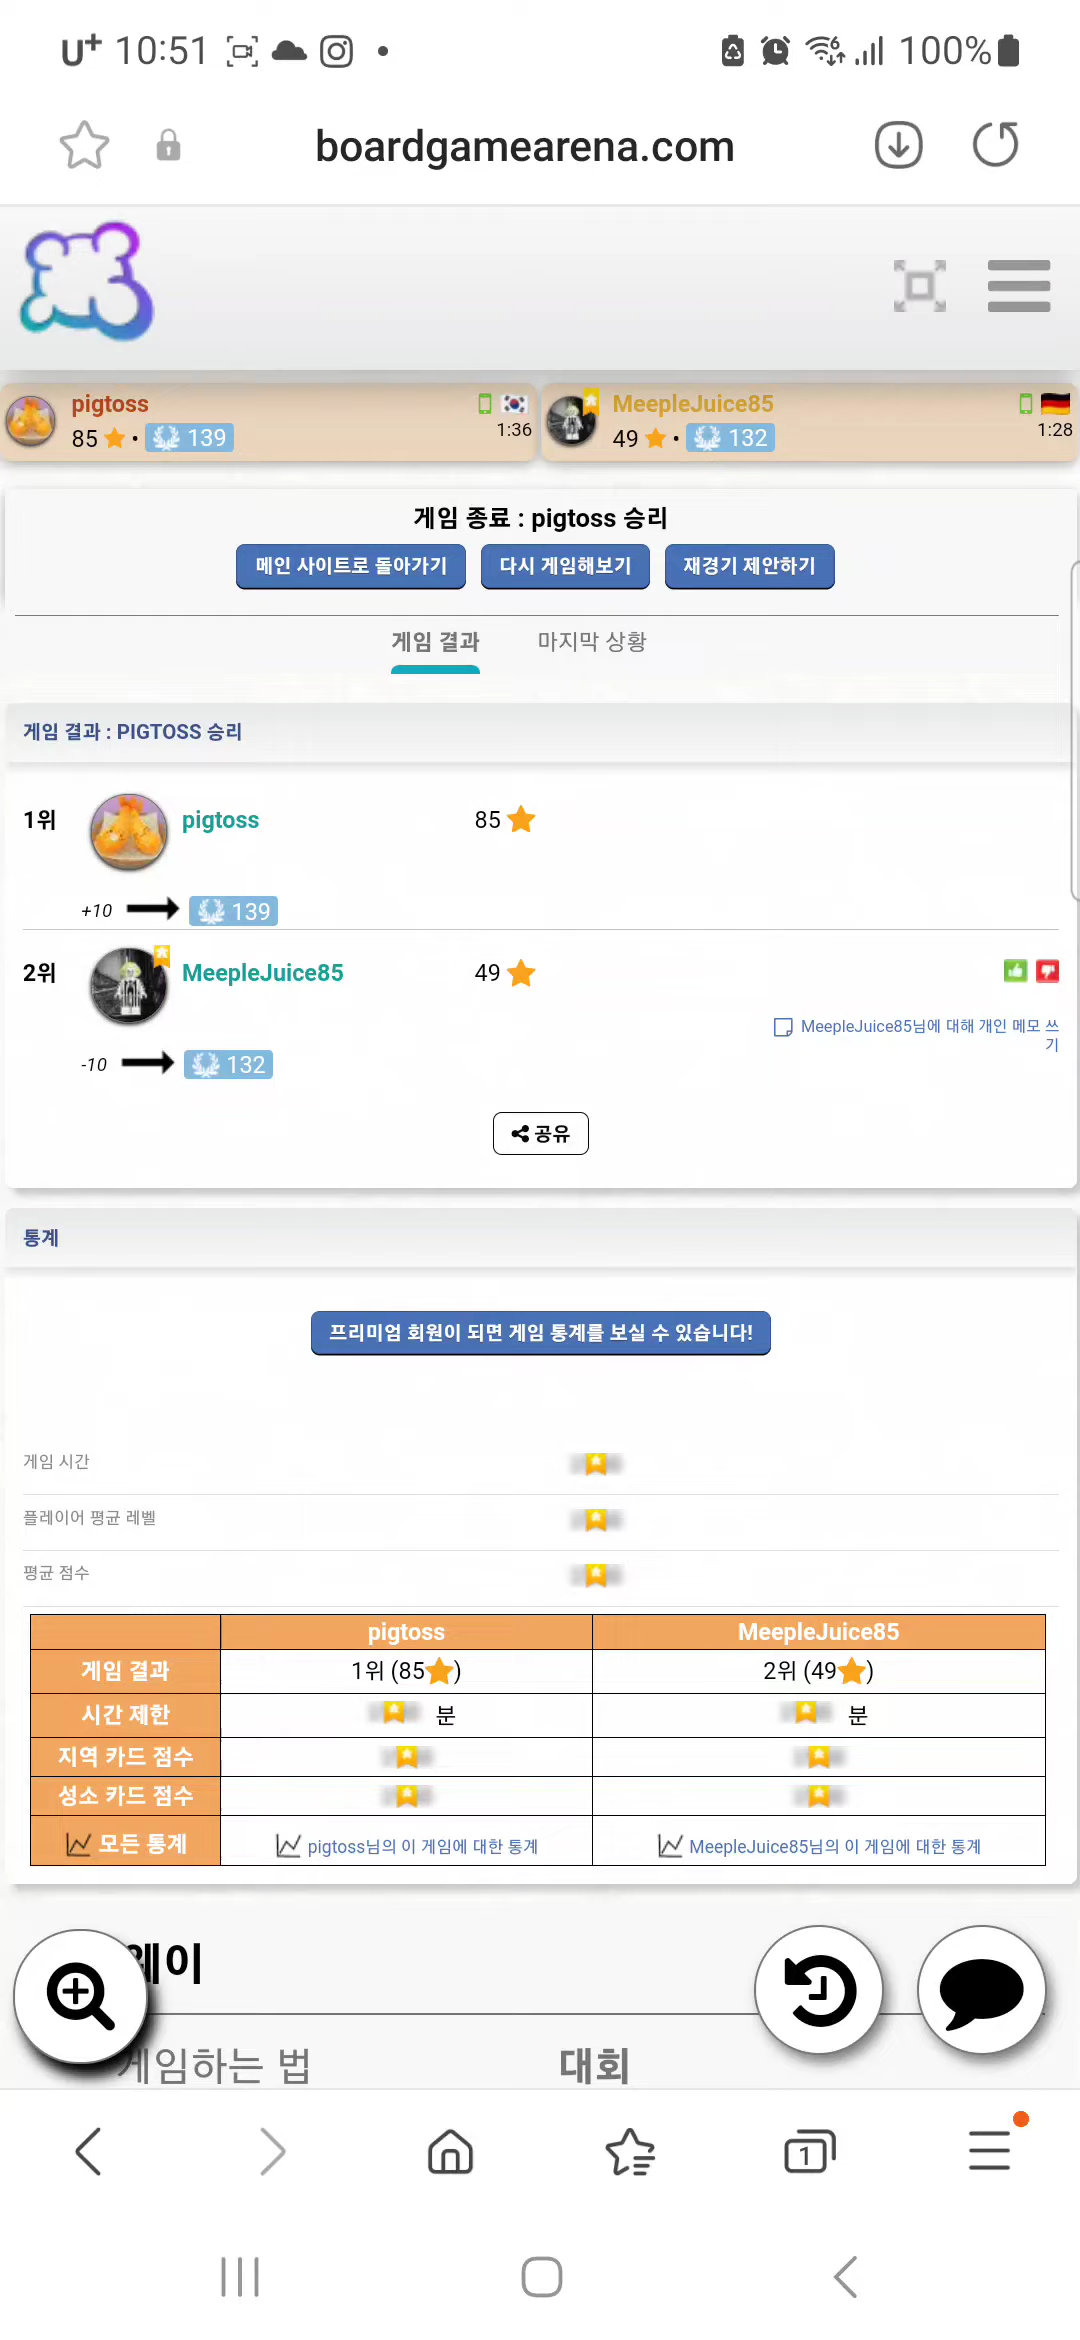 U+ 10:51 100%
boardgamearena.com
pigtoss
85 • 139
1:36
MeepleJuice85
49 • 132
1:28
게임 종료 : pigtoss 승리
메인 사이트로 돌아가기 다시 게임해보기 재경기 제안하기
게임 결과 마지막 상황
게임 결과 : PIGTOSS 승리
1위 pigtoss 85
+10 139
2위 MeepleJuice85 49
MeepleJuice85님에 대해 개인 메모 쓰
기
-10 132
공유
통계
프리미엄 회원이 되면 게임 통계를 보실 수 있습니다!
게임 시간
플레이어 평균 레벨
평균 점수
pigtoss MeepleJuice85
게임 결과 1위 (85) 2위 (49)
시간 제한 분 분
지역 카드 점수
성소 카드 점수
모든 통계 pigtoss님의 이 게임에 대한 통계 MeepleJuice85님의 이 게임에 대한 통계
웨이
게임하는 법 대회
1